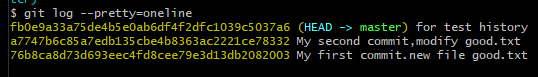 $ git log --pretty=oneline
fb0e9a33a75de4b5e0ab6df4f2dfc1039c5037a6 (HEAD -> master) for test history
a7747b6c85a7edb135cbe4b8363ac2221ce78332 My second commit,modify good.txt
76b8ca8d73d693eec4fd8cee79e3d13db2082003 My first commit.new file good.txt